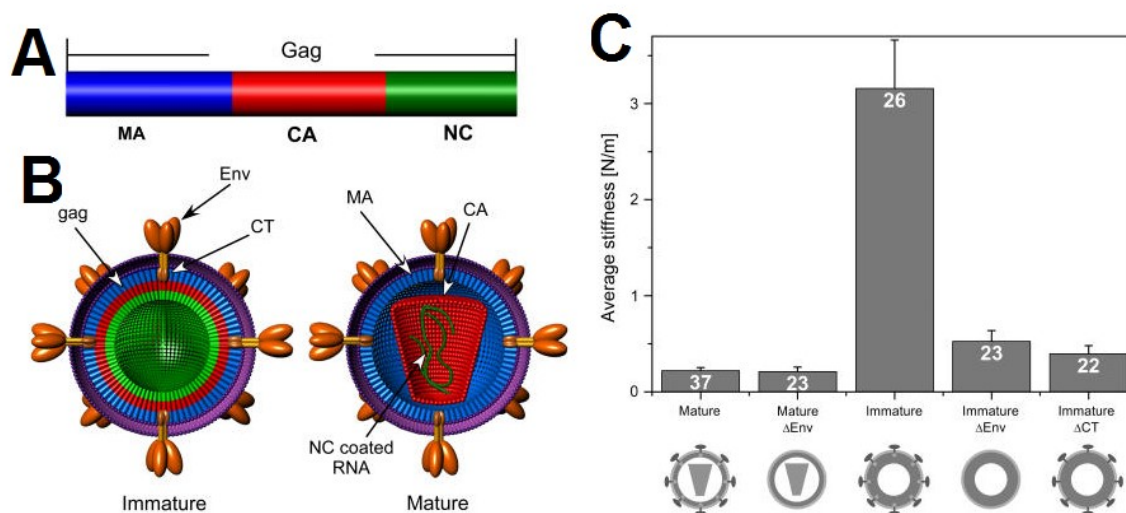 A
Gag
MA CA NC
B
Env
gag
CT
MA
CA
NC coated
RNA
Immature
Mature
C
Average stiffness [N/m]
3
2
1
0
37
23
26
23
22
Mature
Mature
ΔEnv
Immature
Immature
ΔEnv
Immature
ΔCT